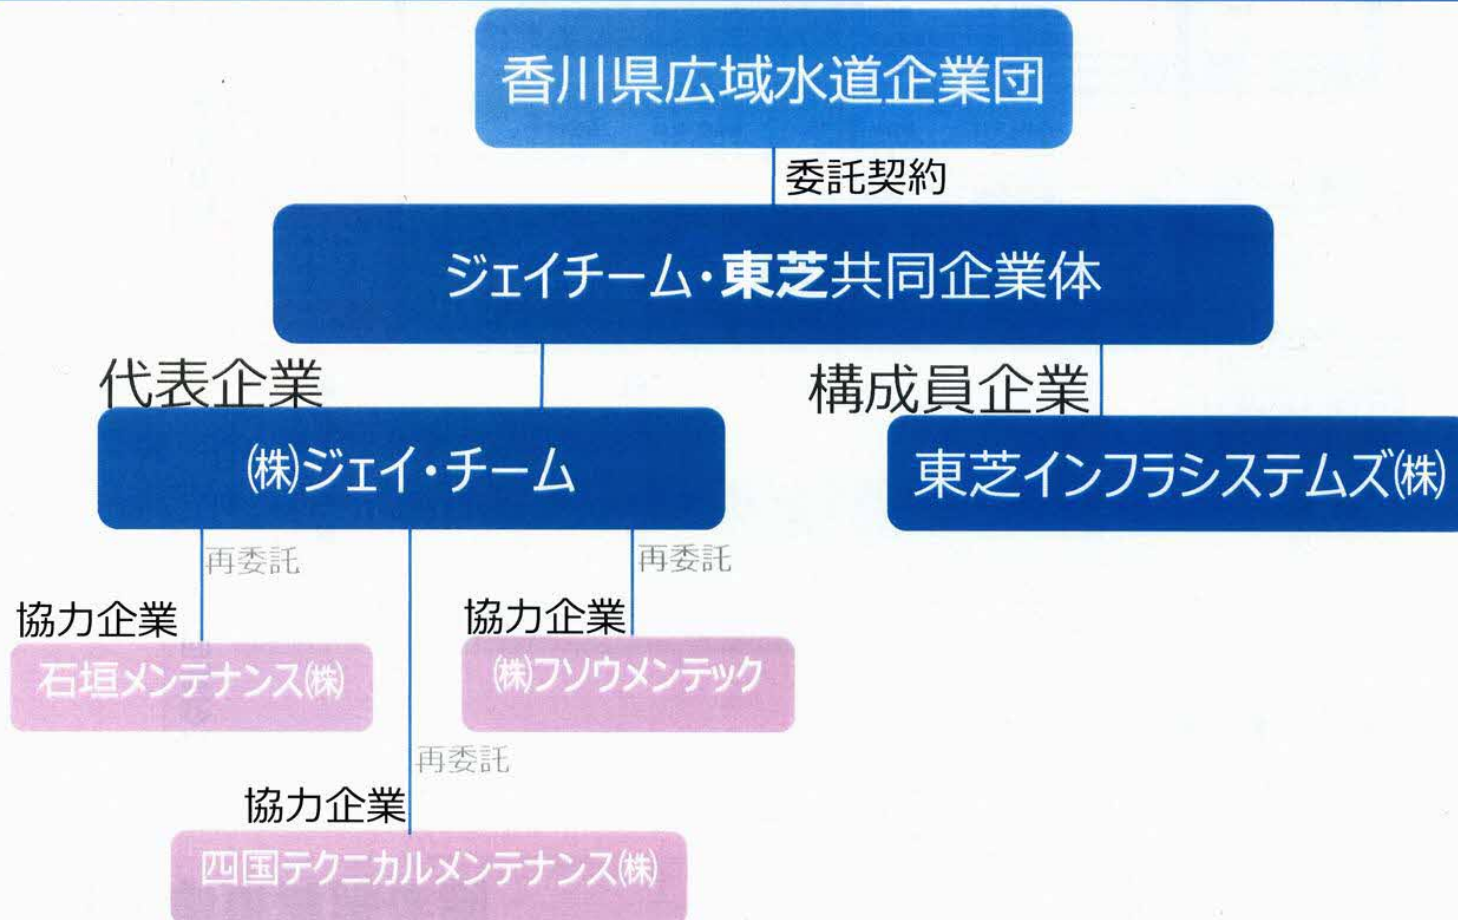 香川県広域水道企業団
委託契約
ジェイチーム・東芝共同企業体
代表企業
構成員企業
㈱ジェイ・チーム
東芝インフラシステムズ㈱
再委託
再委託
協力企業
協力企業
石垣メンテナンス㈱
㈱フソウメンテック
再委託
協力企業
四国テクニカルメンテナンス㈱